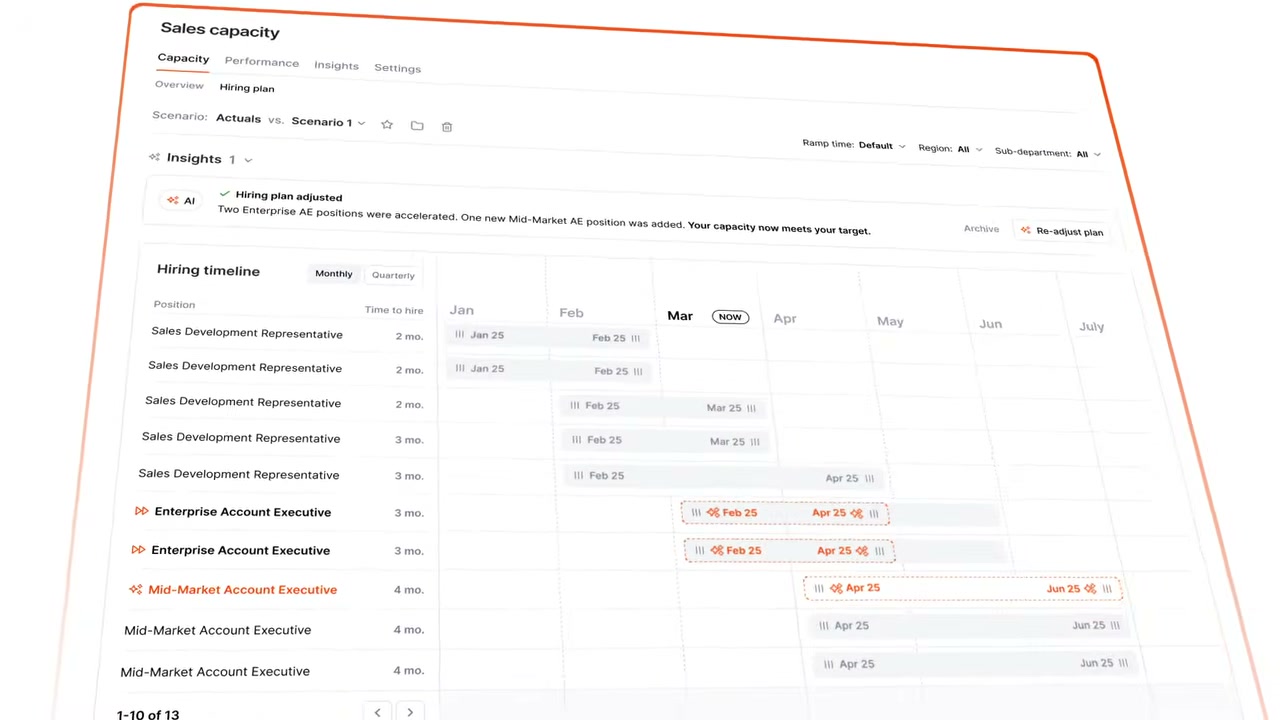 Sales capacity
Capacity Performance Insights Settings
Overview Hiring plan
Scenario: Actuals vs. Scenario 1
Ramp time: Default Region: All Sub-department: All
Insights 1
AI
Hiring plan adjusted
Two Enterprise AE positions were accelerated. One new Mid-Market AE position was added. Your capacity now meets your target.
Archive Re-adjust plan
Hiring timeline Monthly Quarterly
Position Time to hire
Jan Feb Mar NOW Apr May Jun July
Sales Development Representative 2 mo. Jan 25 Feb 25
Sales Development Representative 2 mo. Jan 25 Feb 25
Sales Development Representative 2 mo. Feb 25 Mar 25
Sales Development Representative 3 mo. Feb 25 Mar 25
Sales Development Representative 3 mo. Feb 25 Apr 25
Enterprise Account Executive 3 mo. Feb 25 Apr 25
Enterprise Account Executive 3 mo. Feb 25 Apr 25
Mid-Market Account Executive 4 mo. Apr 25 Jun 25
Mid-Market Account Executive 4 mo. Apr 25 Jun 25
Mid-Market Account Executive 4 mo. Apr 25 Jun 25
1-10 of 13